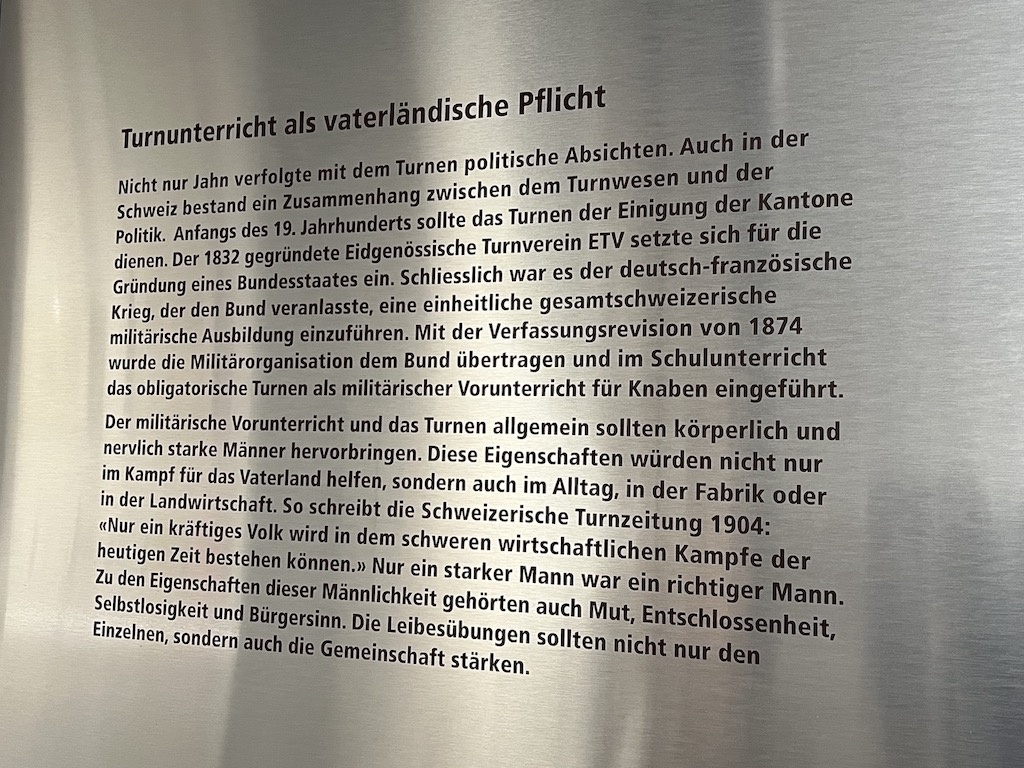 Turnunterricht als vaterländische Pflicht
Nicht nur Jahn verfolgte mit dem Turnen politische Absichten. Auch in der
Schweiz bestand ein Zusammenhang zwischen dem Turnwesen und der
Politik. Anfangs des 19. Jahrhunderts sollte das Turnen der Einigung der Kantone
dienen. Der 1832 gegründete Eidgenössische Turnverein ETV setzte sich für die
Gründung eines Bundesstaates ein. Schliesslich war es der deutsch-französische
Krieg, der den Bund veranlasste, eine einheitliche gesamtschweizerische
militärische Ausbildung einzuführen. Mit der Verfassungsrevision von 1874
wurde die Militärorganisation dem Bund übertragen und im Schulunterricht
das obligatorische Turnen als militärischer Vorunterricht für Knaben eingeführt.
Der militärische Vorunterricht und das Turnen allgemein sollten körperlich und
nervlich starke Männer hervorbringen. Diese Eigenschaften würden nicht nur
im Kampf für das Vaterland helfen, sondern auch im Alltag, in der Fabrik oder
in der Landwirtschaft. So schreibt die Schweizerische Turnzeitung 1904:
«Nur ein kräftiges Volk wird in dem schweren wirtschaftlichen Kampfe der
heutigen Zeit bestehen können.» Nur ein starker Mann war ein richtiger Mann.
Zu den Eigenschaften dieser Männlichkeit gehörten auch Mut, Entschlossenheit,
Selbstlosigkeit und Bürgersinn. Die Leibesübungen sollten nicht nur den
Einzelnen, sondern auch die Gemeinschaft stärken.